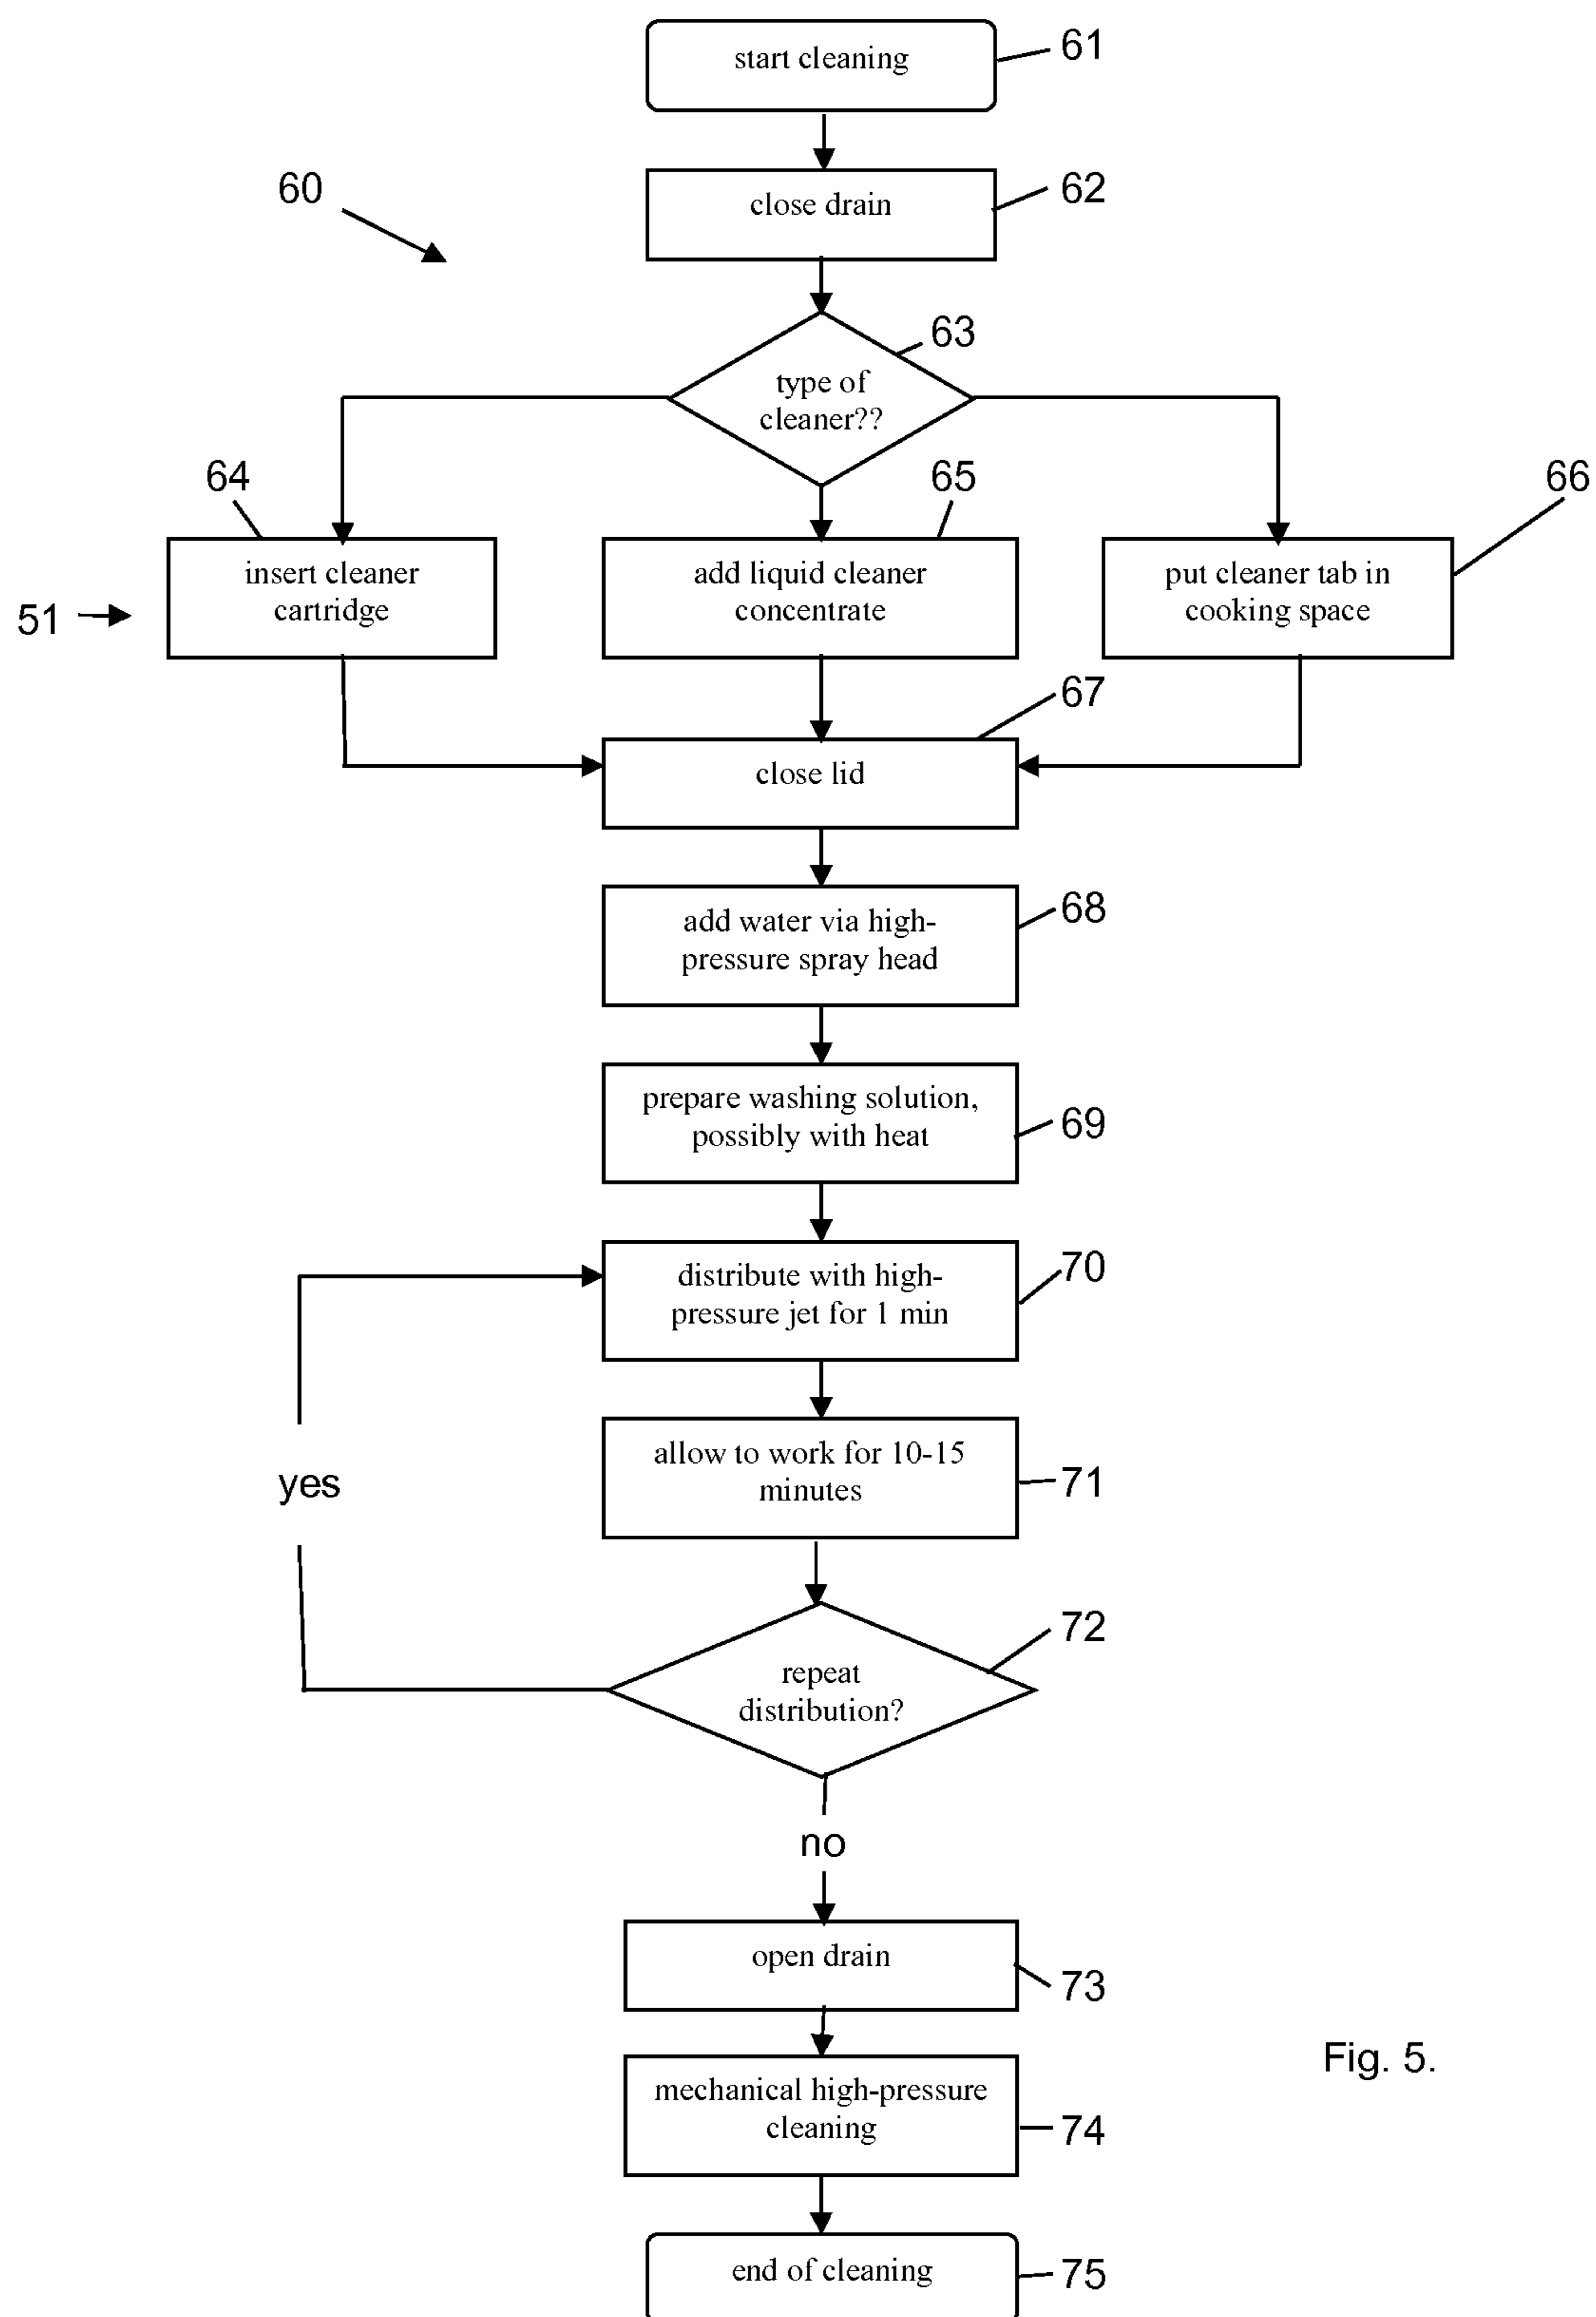 start cleaning
61
close drain
62
60
63
type of
cleaner??
64
65
66
insert cleaner
cartridge
add liquid cleaner
concentrate
put cleaner tab in
cooking space
51
67
close lid
add water via high-
pressure spray head
68
prepare washing solution,
possibly with heat
69
distribute with high-
pressure jet for 1 min
70
allow to work for 10-15
minutes
71
yes
72
repeat
distribution?
no
open drain
73
mechanical high-pressure
cleaning
74
Fig. 5.
end of cleaning
75